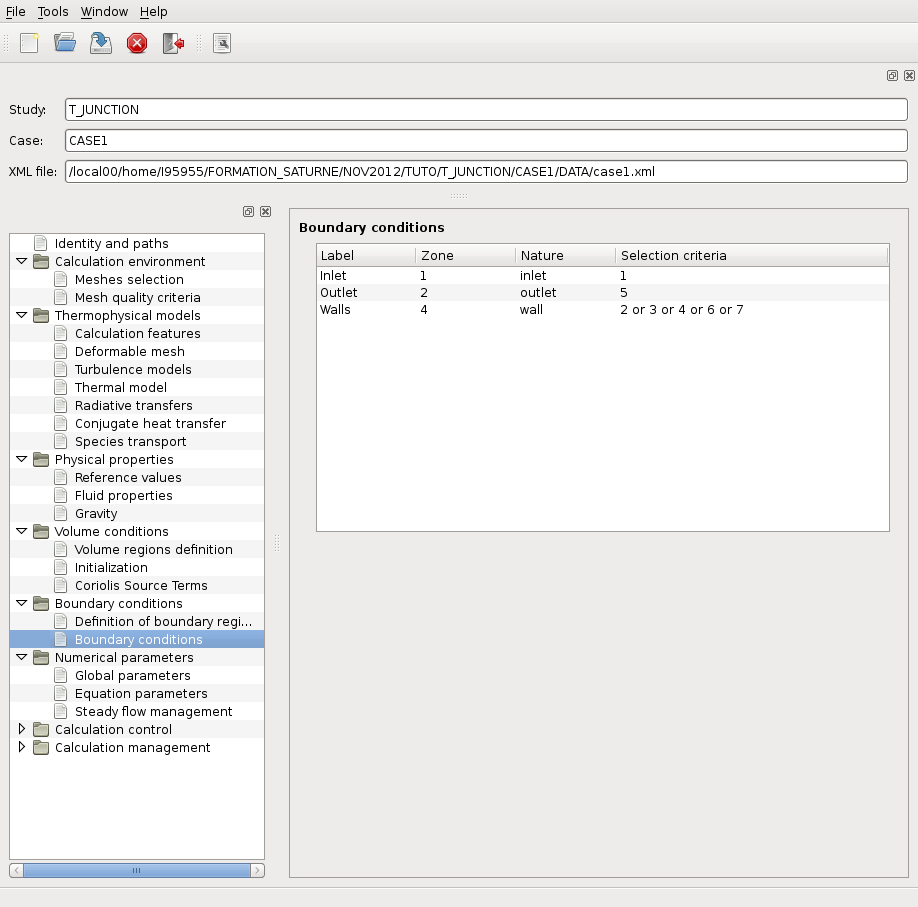 File Tools Window Help
Study: T_JUNCTION
Case: CASE1
XML file: /local00/home/I95955/FORMATION_SATURNE/NOV2012/TUTO/T_JUNCTION/CASE1/DATA/case1.xml
Identity and paths
Calculation environment
Meshes selection
Mesh quality criteria
Thermophysical models
Calculation features
Deformable mesh
Turbulence models
Thermal model
Radiative transfers
Conjugate heat transfer
Species transport
Physical properties
Reference values
Fluid properties
Gravity
Volume conditions
Volume regions definition
Initialization
Coriolis Source Terms
Boundary conditions
Definition of boundary regi...
Boundary conditions
Numerical parameters
Global parameters
Equation parameters
Steady flow management
Calculation control
Calculation management
Boundary conditions
Label Zone Nature Selection criteria
Inlet 1 inlet 1
Outlet 2 outlet 5
Walls 4 wall 2 or 3 or 4 or 6 or 7